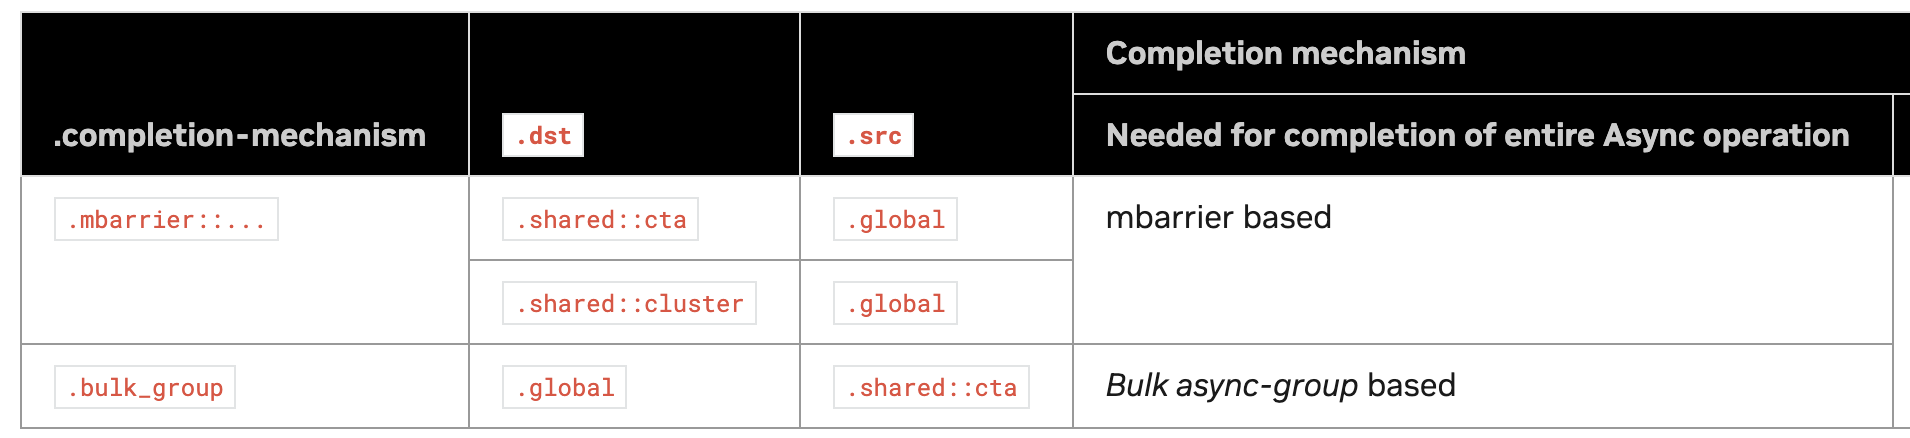 Completion mechanism
.completion-mechanism .dst .src Needed for completion of entire Async operation
.mbarrier::... .shared::cta .global mbarrier based
.shared::cluster .global
.bulk_group .global .shared::cta Bulk async-group based